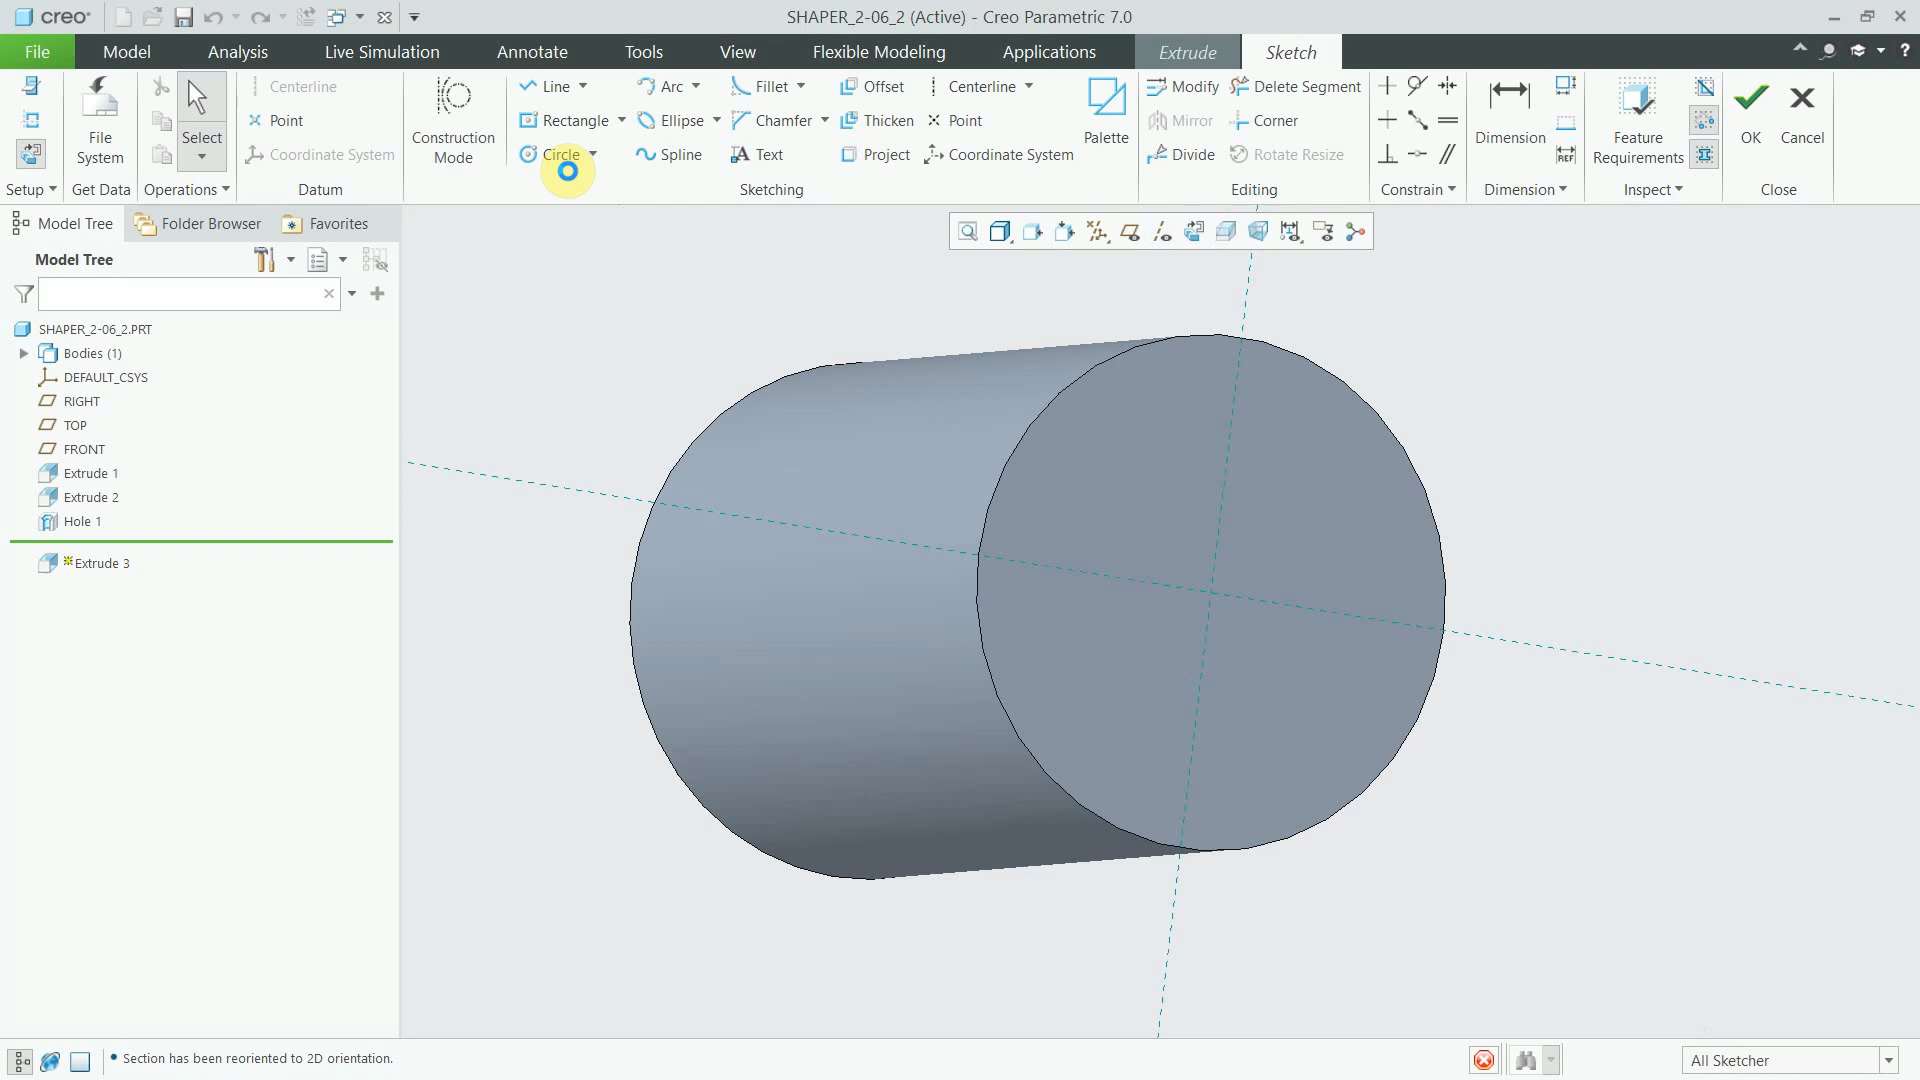 creo
SHAPER_2-06_2 (Active) - Creo Parametric 7.0
File Model Analysis Live Simulation Annotate Tools View Flexible Modeling Applications Extrude Sketch
Centerline
Point
Coordinate System
File System
Select
Construction Mode
Line Arc Fillet Offset Centerline
Rectangle Ellipse Chamfer Thicken Point
Circle Spline Text Project Coordinate System
Palette
Modify Delete Segment
Mirror Corner
Divide Rotate Resize
Dimension
REF
Feature Requirements
OK Cancel
Setup Get Data Operations Datum Sketching Editing Constrain Dimension Inspect Close
Model Tree Folder Browser Favorites
Model Tree
SHAPER_2-06_2.PRT
Bodies (1)
DEFAULT_CSYS
RIGHT
TOP
FRONT
Extrude 1
Extrude 2
Hole 1
Extrude 3
Section has been reoriented to 2D orientation.
All Sketcher